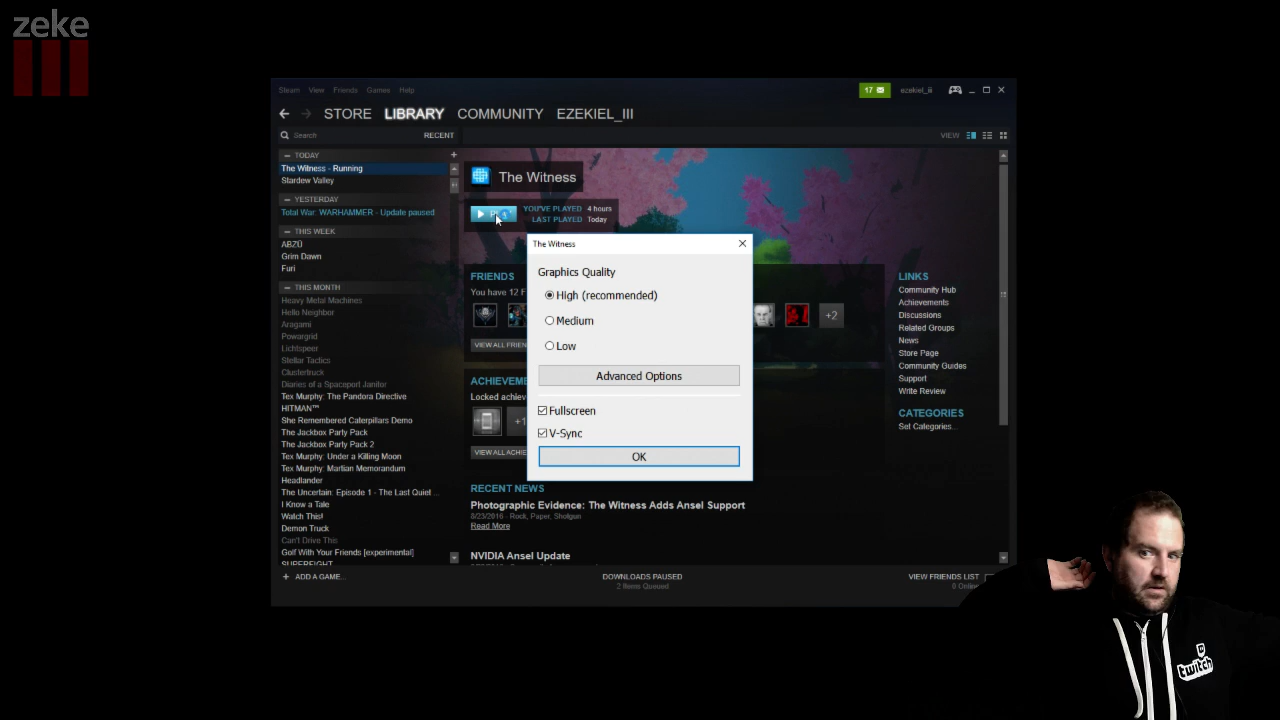 zeke
III
Steam View Friends Games Help
17
ezekiel_iii
STORE LIBRARY COMMUNITY EZEKIEL_III
Search
RECENT
VIEW
TODAY
The Witness - Running
Stardew Valley
YESTERDAY
Total War: WARHAMMER - Update paused
THIS WEEK
ABZÛ
Grim Dawn
Furi
THIS MONTH
Heavy Metal Machines
Hello Neighbor
Aragami
Powargrid
Lichtspeer
Stellar Tactics
Clustertruck
Diaries of a Spaceport Janitor
Tex Murphy: The Pandora Directive
HITMAN™
She Remembered Caterpillars Demo
The Jackbox Party Pack
The Jackbox Party Pack 2
Tex Murphy: Under a Killing Moon
Tex Murphy: Martian Memorandum
Headlander
The Uncertain: Episode 1 - The Last Quiet ...
I Know a Tale
Watch This!
Demon Truck
Can't Drive This
Golf With Your Friends [experimental]
SUPERFIGHT
ADD A GAME...
The Witness
YOU'VE PLAYED 4 hours
LAST PLAYED Today
FRIENDS
You have 12 F
+2
VIEW ALL FRIEN
ACHIEVEME
Locked achiev
+1
VIEW ALL ACHIE
The Witness
Graphics Quality
High (recommended)
Medium
Low
Advanced Options
Fullscreen
V-Sync
OK
RECENT NEWS
Photographic Evidence: The Witness Adds Ansel Support
8/23/2016 - Rock, Paper, Shotgun
Read More
NVIDIA Ansel Update
LINKS
Community Hub
Achievements
Discussions
Related Groups
News
Store Page
Community Guides
Support
Write Review
CATEGORIES
Set Categories...
DOWNLOADS PAUSED
2 Items Queued
VIEW FRIENDS LIST
0 Online
twitch